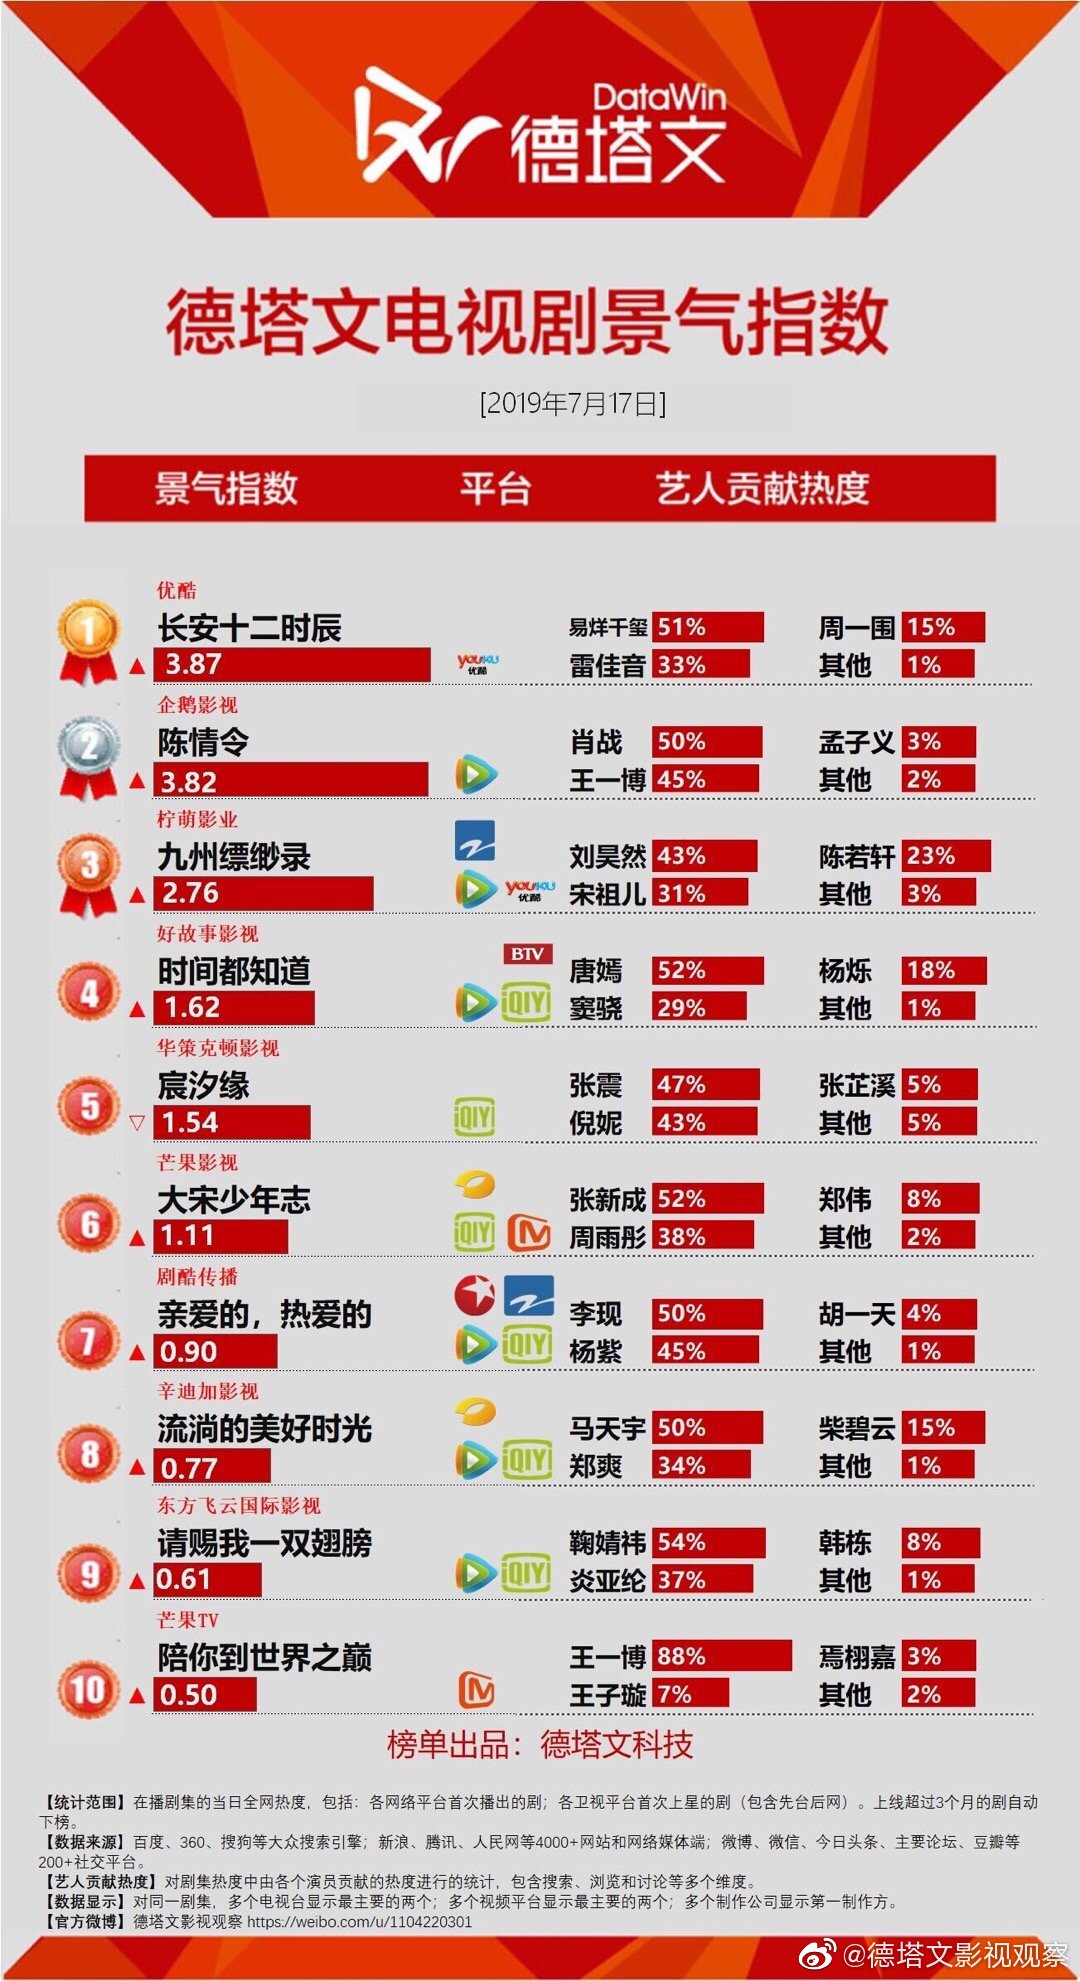 DataWin
德塔文
德塔文电视剧景气指数
[2019年7月17日]
景气指数 平台 艺人贡献热度
优酷
1 长安十二时辰 易烊千玺 51% 周一围 15%
3.87 YOUKU 优酷 雷佳音 33% 其他 1%
企鹅影视
2 陈情令 肖战 50% 孟子义 3%
3.82 王一博 45% 其他 2%
柠萌影业
3 九州缥缈录 刘昊然 43% 陈若轩 23%
2.76 YOUKU 优酷 宋祖儿 31% 其他 3%
好故事影视
4 时间都知道 BTV 唐嫣 52% 杨烁 18%
1.62 iQIYI 窦骁 29% 其他 1%
华策克顿影视
5 宸汐缘 张震 47% 张芷溪 5%
1.54 iQIYI 倪妮 43% 其他 5%
芒果影视
6 大宋少年志 张新成 52% 郑伟 8%
1.11 iQIYI 周雨彤 38% 其他 2%
剧酷传播
7 亲爱的，热爱的 李现 50% 胡一天 4%
0.90 iQIYI 杨紫 45% 其他 1%
辛迪加影视
8 流淌的美好时光 马天宇 50% 柴碧云 15%
0.77 iQIYI 郑爽 34% 其他 1%
东方飞云国际影视
9 请赐我一双翅膀 鞠婧祎 54% 韩栋 8%
0.61 iQIYI 炎亚纶 37% 其他 1%
芒果TV
10 陪你到世界之巅 王一博 88% 焉栩嘉 3%
0.50 王子璇 7% 其他 2%
榜单出品：德塔文科技
【统计范围】在播剧集的当日全网热度，包括：各网络平台首次播出的剧；各卫视平台首次上星的剧（包含先台后网）。上线超过3个月的剧自动
下榜。
【数据来源】百度、360、搜狗等大众搜索引擎；新浪、腾讯、人民网等4000+网站和网络媒体端；微博、微信、今日头条、主要论坛、豆瓣等
200+社交平台。
【艺人贡献热度】对剧集热度中由各个演员贡献的热度进行的统计，包含搜索、浏览和讨论等多个维度。
【数据显示】对同一剧集，多个电视台显示最主要的两个；多个视频平台显示最主要的两个；多个制作公司显示第一制作方。
【官方微博】德塔文影视观察 https://weibo.com/u/1104220301
@德塔文影视观察